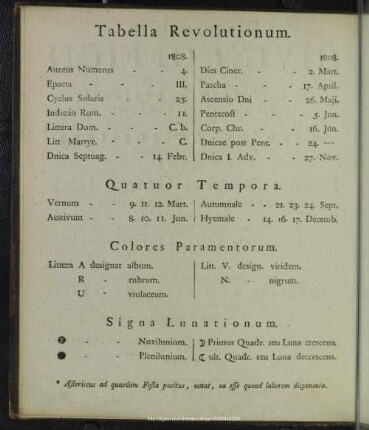 Tabella Revolutionum.
1808.
Aureus Numerus - - 4.
Epacta - - III.
Cyclus Solaris - - 25.
Indictio Rom. - - - 11.
Littera Dom. - - C. b.
Litt Martyr. - - C.
Dnica Septuag. - - 14. Febr.
1808.
Dies Ciner. - - 2. Mart.
Pascha - - - 17. April.
Ascensio Dni - - 26. Maji.
Pentecost - - - 5. Jun.
Corp. Chr. - - - 16. Jun.
Dnicae post Pent. - - 24. —
Dnica I. Adv. - - 27. Nov.
Quatuor Tempora.
Vernum - - 9. 11. 12. Mart.
Aestivum - - 8. 10. 11. Jun.
Autumnale - - 21. 23. 24. Sept.
Hyemale - 14. 16. 17. Decemb.
Colores Paramentorum.
Littera A designat album.
R - rubrum.
U - violaceum.
Litt. V. design. viridem.
N. - nigrum.
Signa Lunationum.
- - Novilunium.
- - Plenilunium.
☽ Primus Quadr. seu Luna crescens.
☾ ult. Quadr. seu Luna decrescens.
* Asteriscus ad quaedam Festa positus, notat, ea esse quoad laborem dispensata.